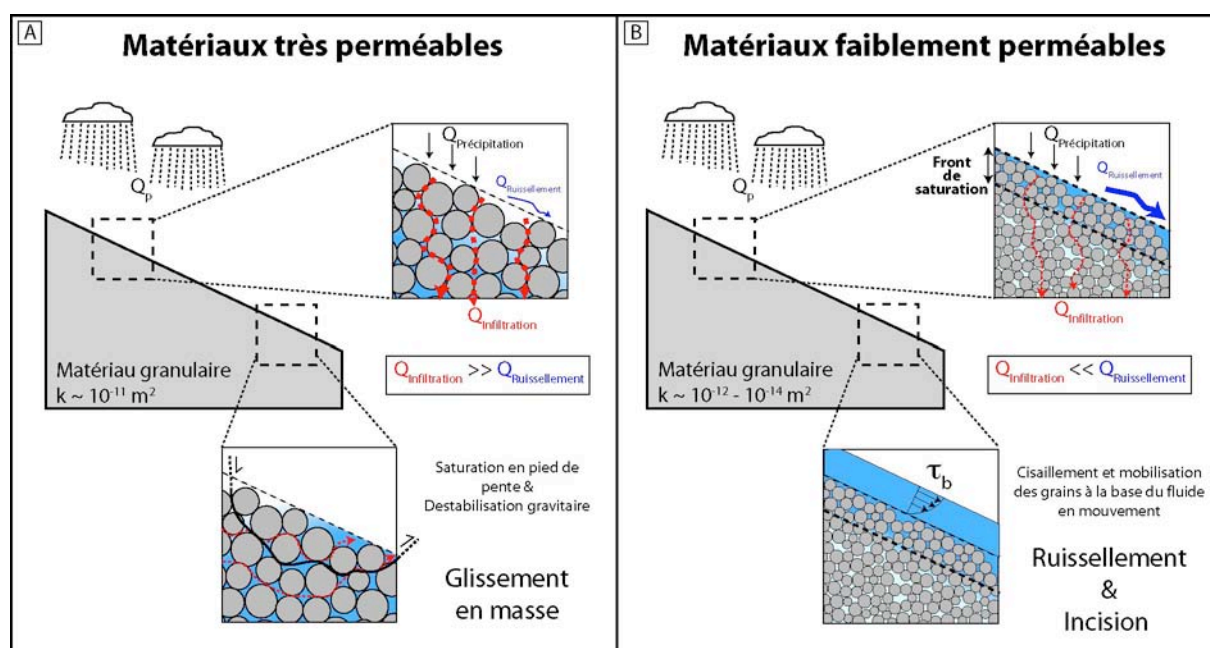 A
Matériaux très perméables
Q_P
Q_Précipitation
Q_Ruissellement
Q_Infiltration
Matériau granulaire
k ~ 10⁻¹¹ m²
Q_Infiltration >> Q_Ruissellement
Saturation en pied de
pente &
Destabilisation gravitaire
Glissement
en masse
B
Matériaux faiblement perméables
Q_P
Q_Précipitation
Front
de
saturation
Q_Ruissellement
Q_Infiltration
Matériau granulaire
k ~ 10⁻¹² - 10⁻¹⁴ m²
Q_Infiltration << Q_Ruissellement
τ_b
Cisaillement et mobilisation
des grains à la base du fluide
en mouvement
Ruissellement
&
Incision